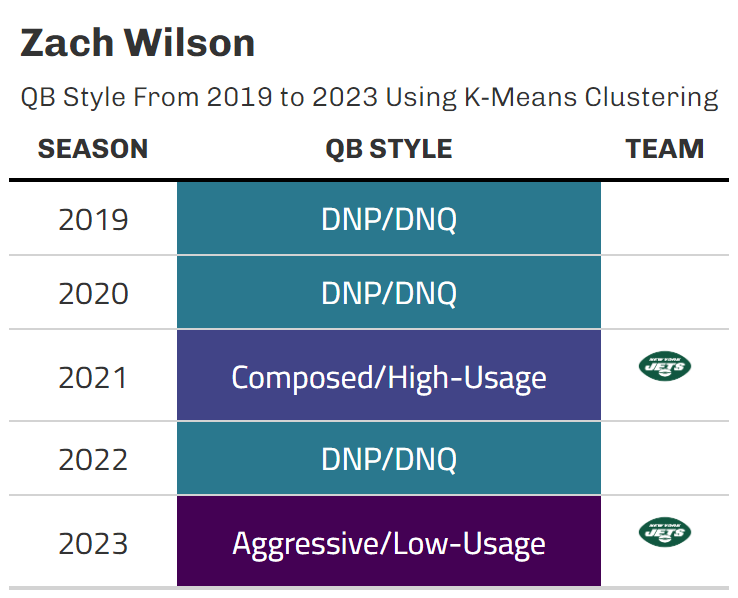 Zach Wilson
QB Style From 2019 to 2023 Using K-Means Clustering
SEASON QB STYLE TEAM
2019 DNP/DNQ
2020 DNP/DNQ
2021 Composed/High-Usage NEW YORK JETS
2022 DNP/DNQ
2023 Aggressive/Low-Usage NEW YORK JETS